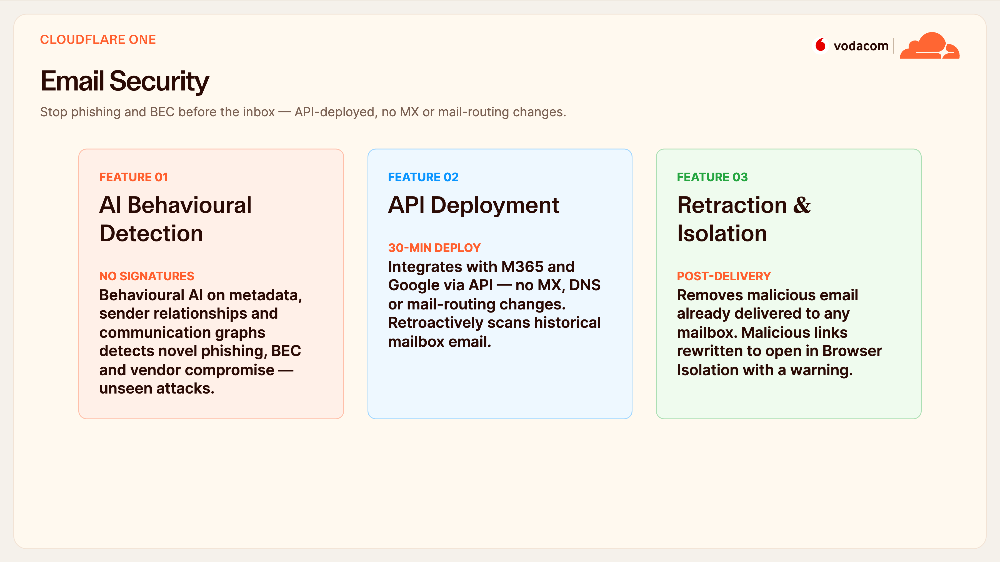 CLOUDFLARE ONE
vodacom
Email Security
Stop phishing and BEC before the inbox — API-deployed, no MX or mail-routing changes.
FEATURE 01
AI Behavioural
Detection
NO SIGNATURES
Behavioural AI on metadata,
sender relationships and
communication graphs
detects novel phishing, BEC
and vendor compromise —
unseen attacks.
FEATURE 02
API Deployment
30-MIN DEPLOY
Integrates with M365 and
Google via API — no MX, DNS
or mail-routing changes.
Retroactively scans historical
mailbox email.
FEATURE 03
Retraction &
Isolation
POST-DELIVERY
Removes malicious email
already delivered to any
mailbox. Malicious links
rewritten to open in Browser
Isolation with a warning.